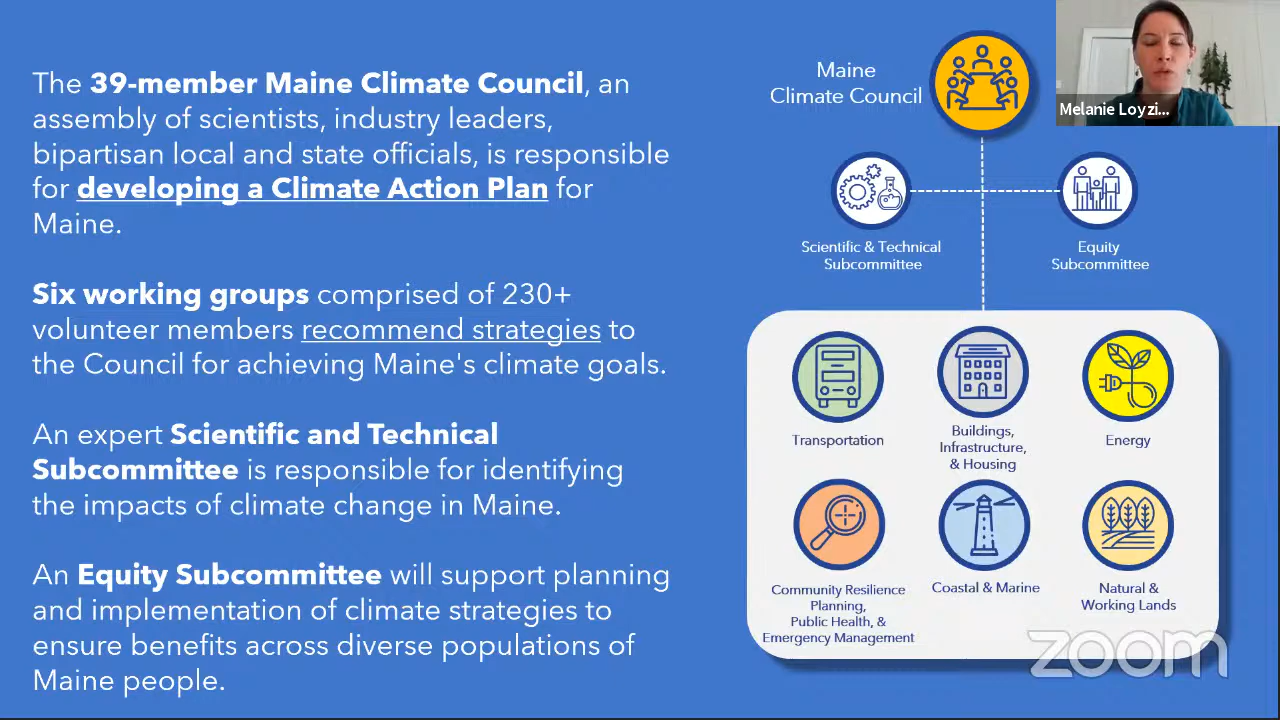 The 39-member Maine Climate Council, an
assembly of scientists, industry leaders,
bipartisan local and state officials, is responsible
for developing a Climate Action Plan for
Maine.
Six working groups comprised of 230+
volunteer members recommend strategies to
the Council for achieving Maine's climate goals.
An expert Scientific and Technical
Subcommittee is responsible for identifying
the impacts of climate change in Maine.
An Equity Subcommittee will support planning
and implementation of climate strategies to
ensure benefits across diverse populations of
Maine people.
Maine
Climate Council
Melanie Loyzi...
Scientific & Technical
Subcommittee
Equity
Subcommittee
Transportation
Buildings,
Infrastructure,
& Housing
Energy
Community Resilience
Planning,
Public Health, &
Emergency Management
Coastal & Marine
Natural &
Working Lands
zoom